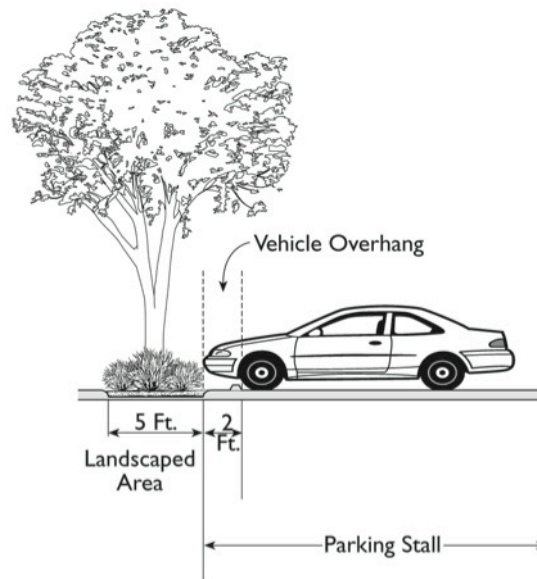 Vehicle Overhang
5 Ft.
2
Ft.
Landscaped
Area
Parking Stall